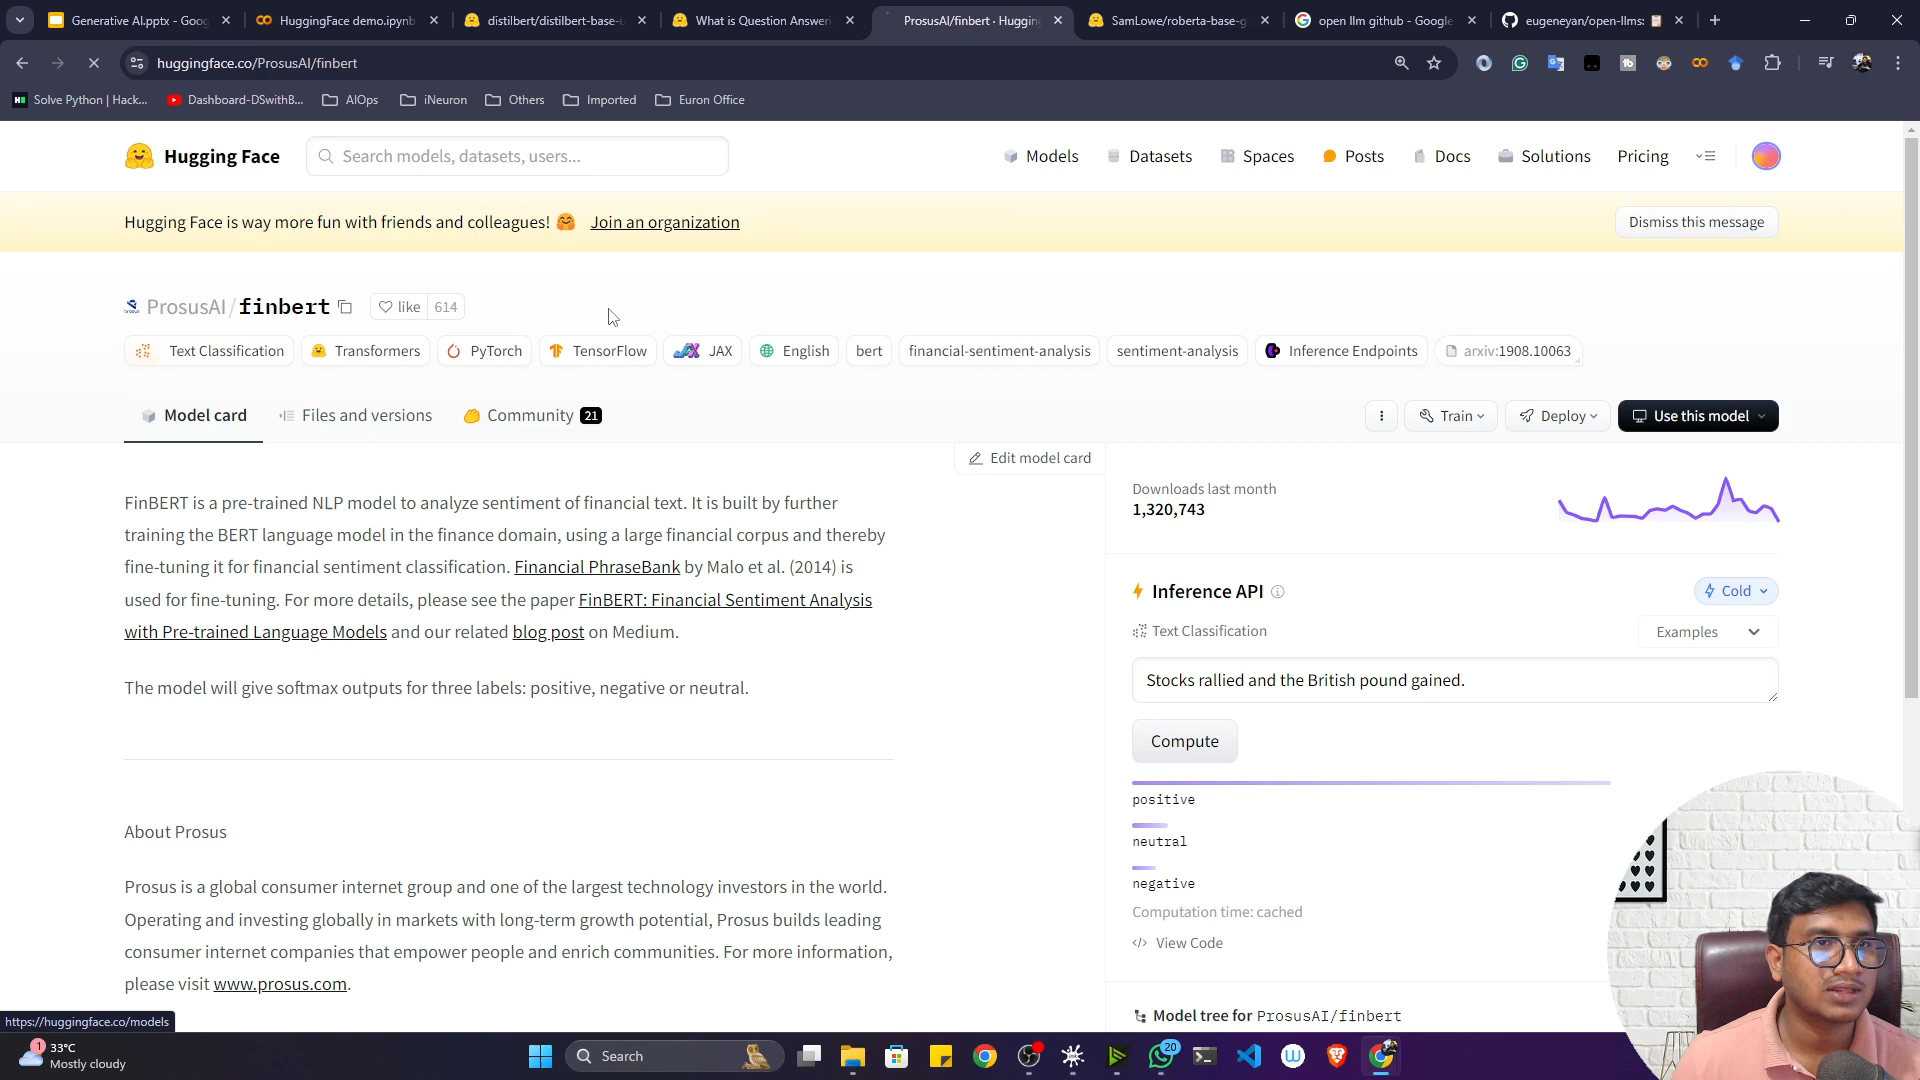 Generative AI.pptx - Goog
HuggingFace demo.ipynb
distilbert/distilbert-base-u
What is Question Answeri
ProsusAI/finbert · Hugging
SamLowe/roberta-base-g
open llm github - Google
eugeneyan/open-llms: 📋
huggingface.co/ProsusAI/finbert
Solve Python | Hack...
Dashboard-DSwithB...
AIOps
iNeuron
Others
Imported
Euron Office
Hugging Face
Search models, datasets, users...
Models
Datasets
Spaces
Posts
Docs
Solutions
Pricing
Hugging Face is way more fun with friends and colleagues! 🤗 Join an organization
Dismiss this message
ProsusAI/finbert
like 614
Text Classification
Transformers
PyTorch
TensorFlow
JAX
English
bert
financial-sentiment-analysis
sentiment-analysis
Inference Endpoints
arxiv:1908.10063
Model card
Files and versions
Community 21
Train
Deploy
Use this model
Edit model card
FinBERT is a pre-trained NLP model to analyze sentiment of financial text. It is built by further
training the BERT language model in the finance domain, using a large financial corpus and thereby
fine-tuning it for financial sentiment classification. Financial PhraseBank by Malo et al. (2014) is
used for fine-tuning. For more details, please see the paper FinBERT: Financial Sentiment Analysis
with Pre-trained Language Models and our related blog post on Medium.
The model will give softmax outputs for three labels: positive, negative or neutral.
About Prosus
Prosus is a global consumer internet group and one of the largest technology investors in the world.
Operating and investing globally in markets with long-term growth potential, Prosus builds leading
consumer internet companies that empower people and enrich communities. For more information,
please visit www.prosus.com.
Downloads last month
1,320,743
Inference API
Cold
Text Classification
Examples
Stocks rallied and the British pound gained.
Compute
positive
neutral
negative
Computation time: cached
View Code
Model tree for ProsusAI/finbert
https://huggingface.co/models
1
33°C
Mostly cloudy
Search
20